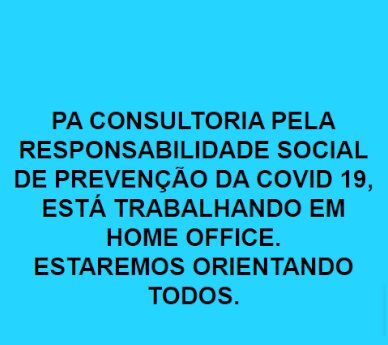 PA CONSULTORIA PELA
RESPONSABILIDADE SOCIAL
DE PREVENÇÃO DA COVID 19,
ESTÁ TRABALHANDO EM
HOME OFFICE.
ESTAREMOS ORIENTANDO
TODOS.